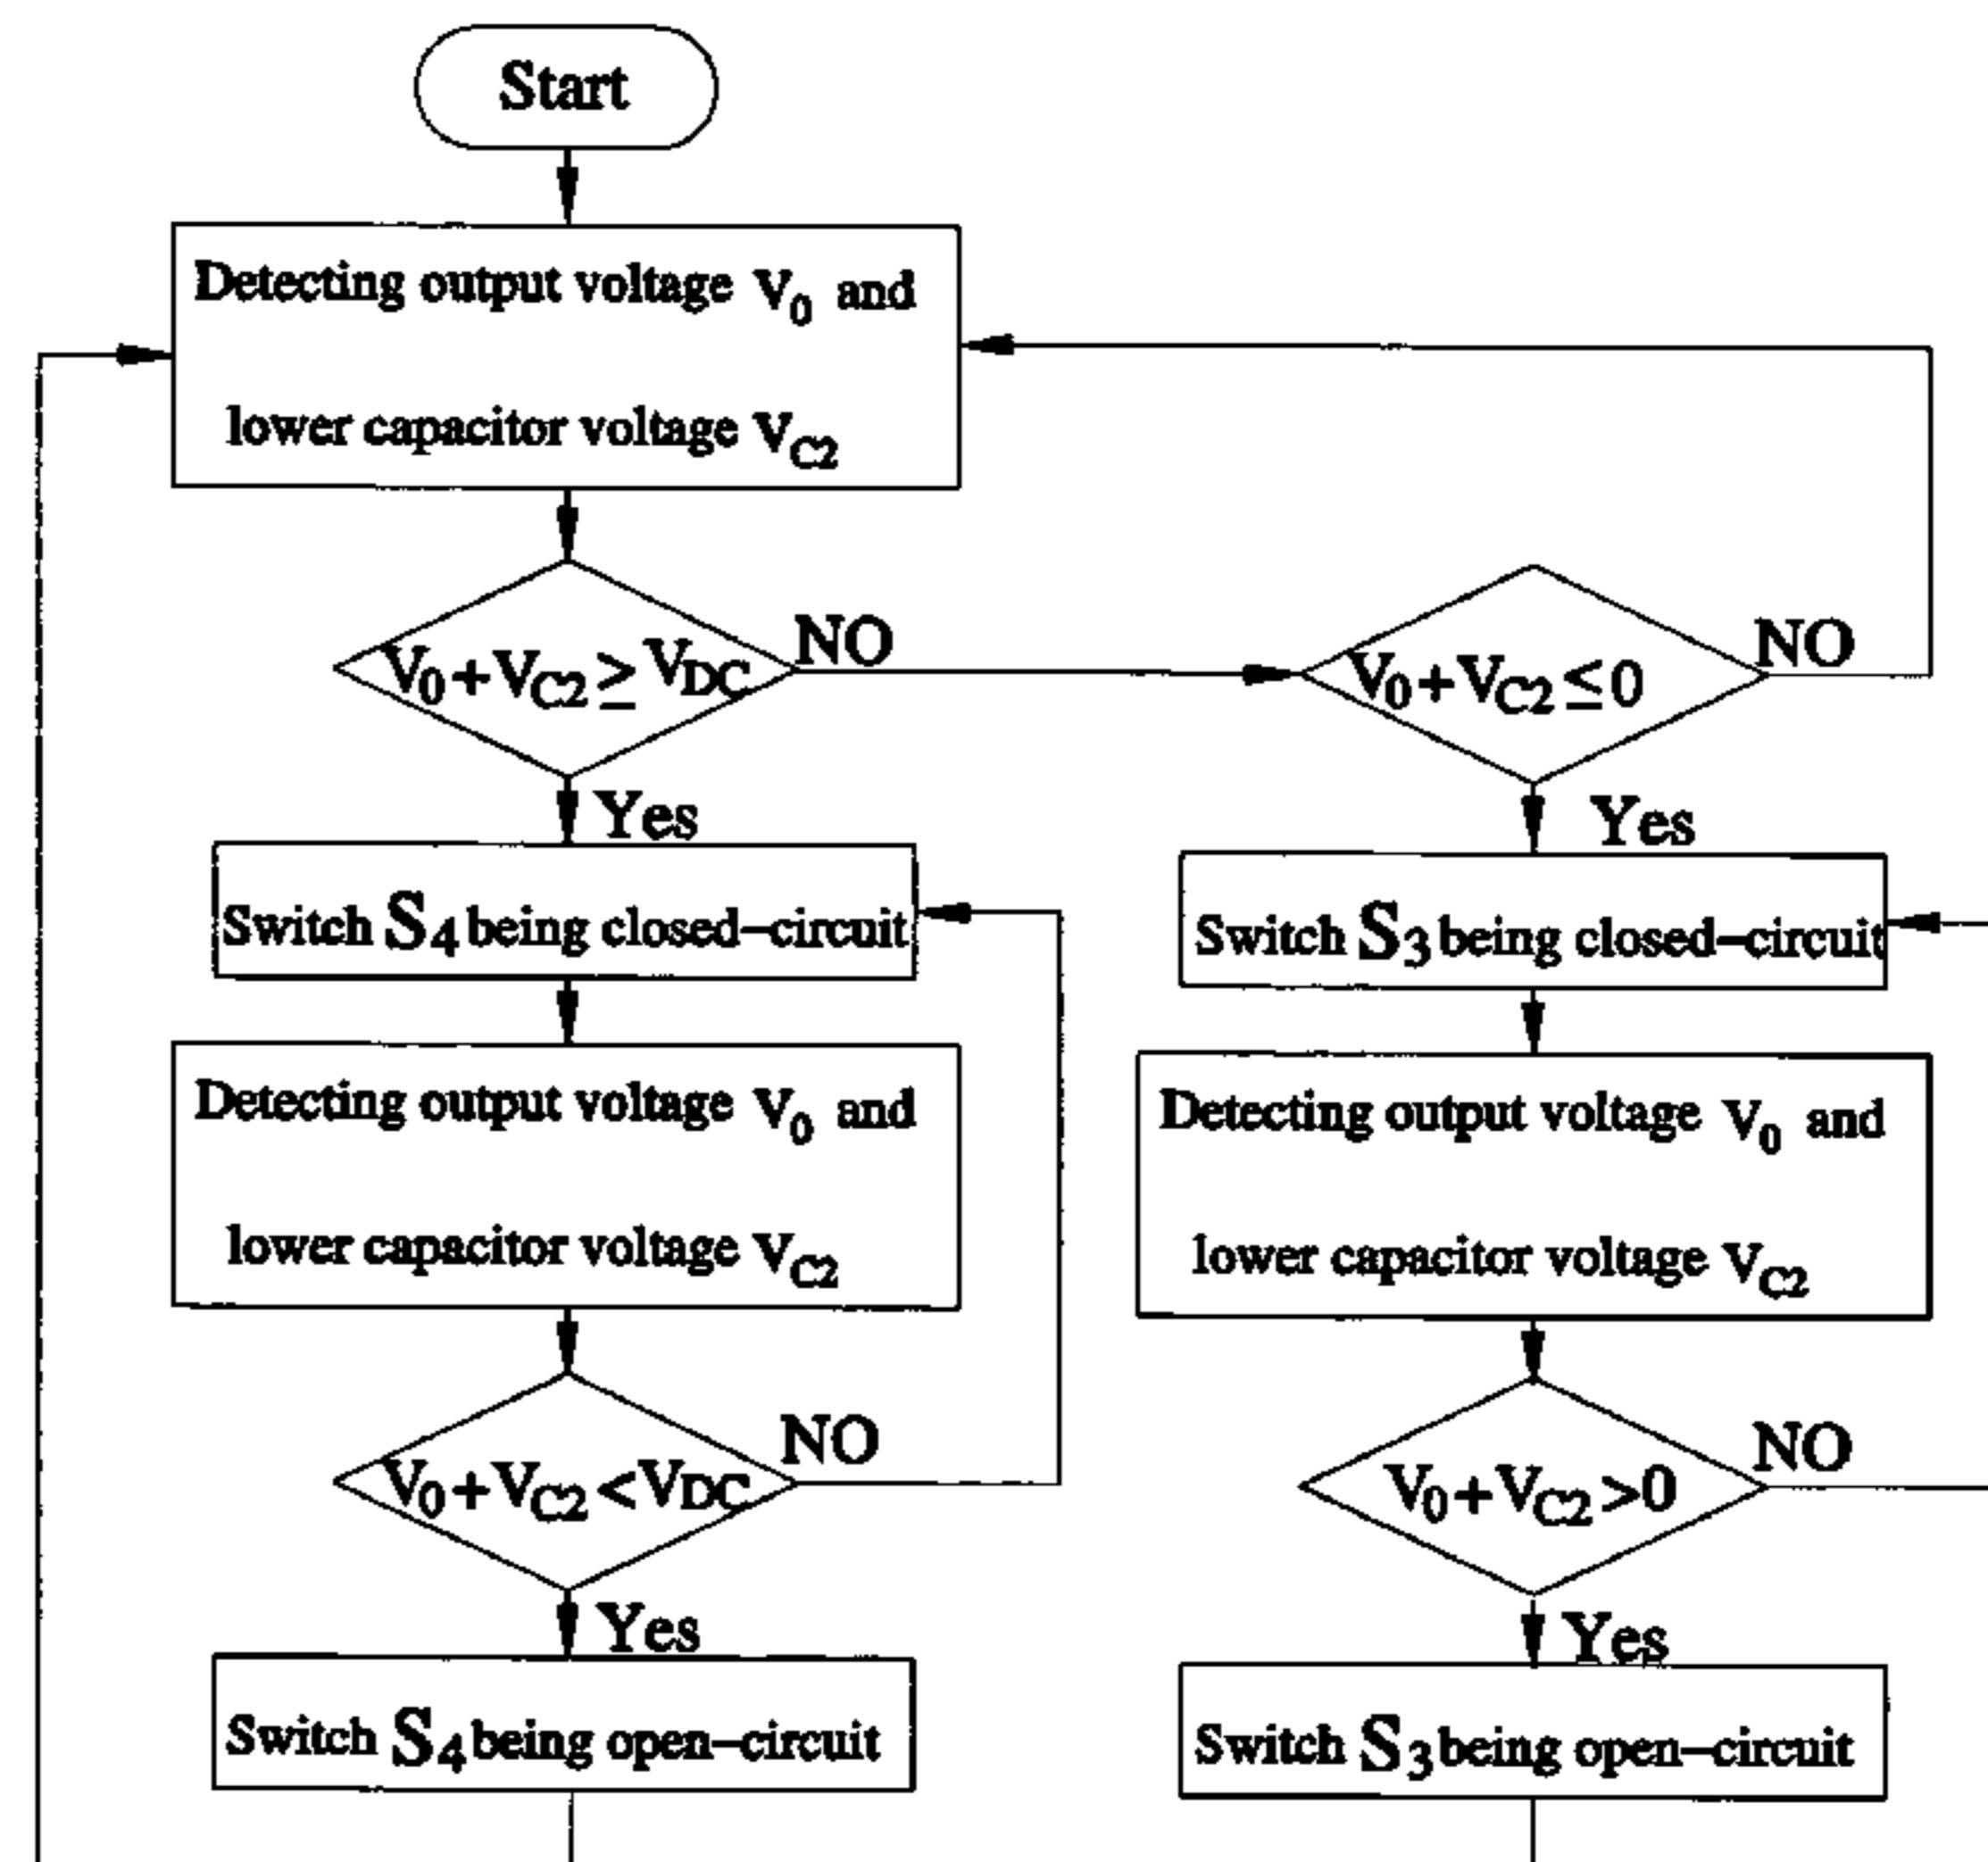 Start
Detecting output voltage V0 and
lower capacitor voltage VC2
V0+VC2≥VDC
NO
V0+VC2≤0
NO
Yes
Yes
Switch S4 being closed-circuit
Switch S3 being closed-circuit
Detecting output voltage V0 and
lower capacitor voltage VC2
Detecting output voltage V0 and
lower capacitor voltage VC2
V0+VC2<VDC
NO
V0+VC2>0
NO
Yes
Yes
Switch S4 being open-circuit
Switch S3 being open-circuit